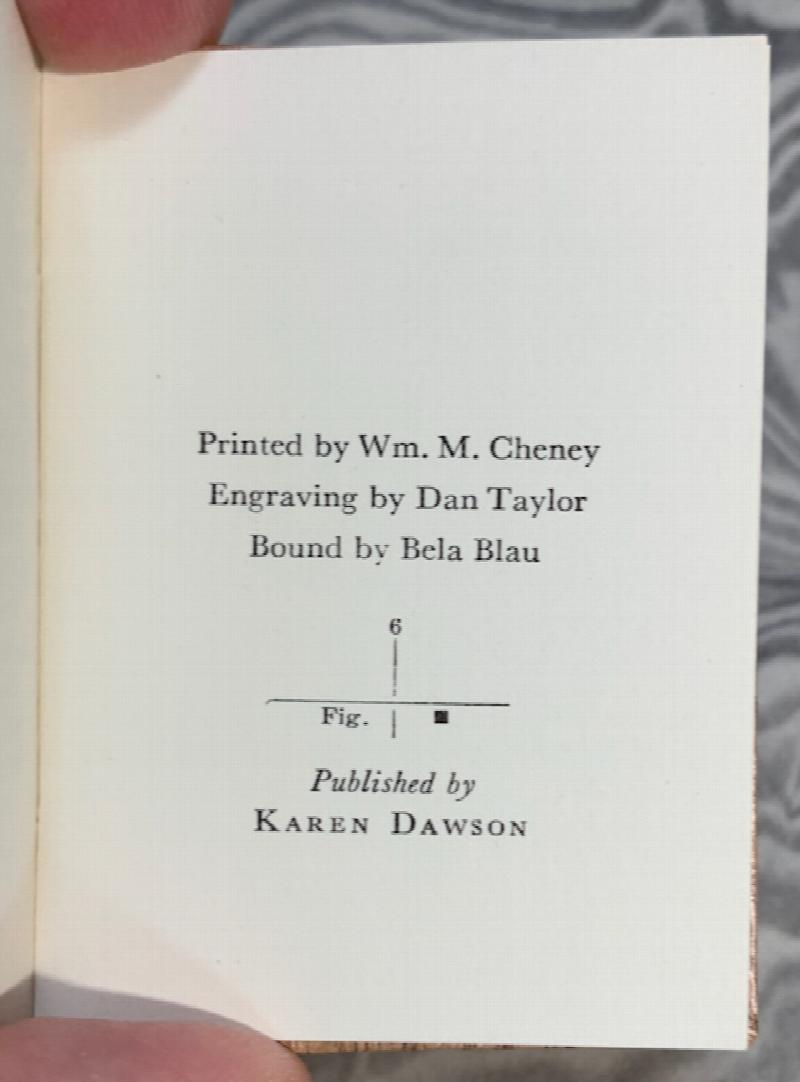 Printed by Wm. M. Cheney
Engraving by Dan Taylor
Bound by Bela Blau
6
Fig.
Published by
KAREN DAWSON